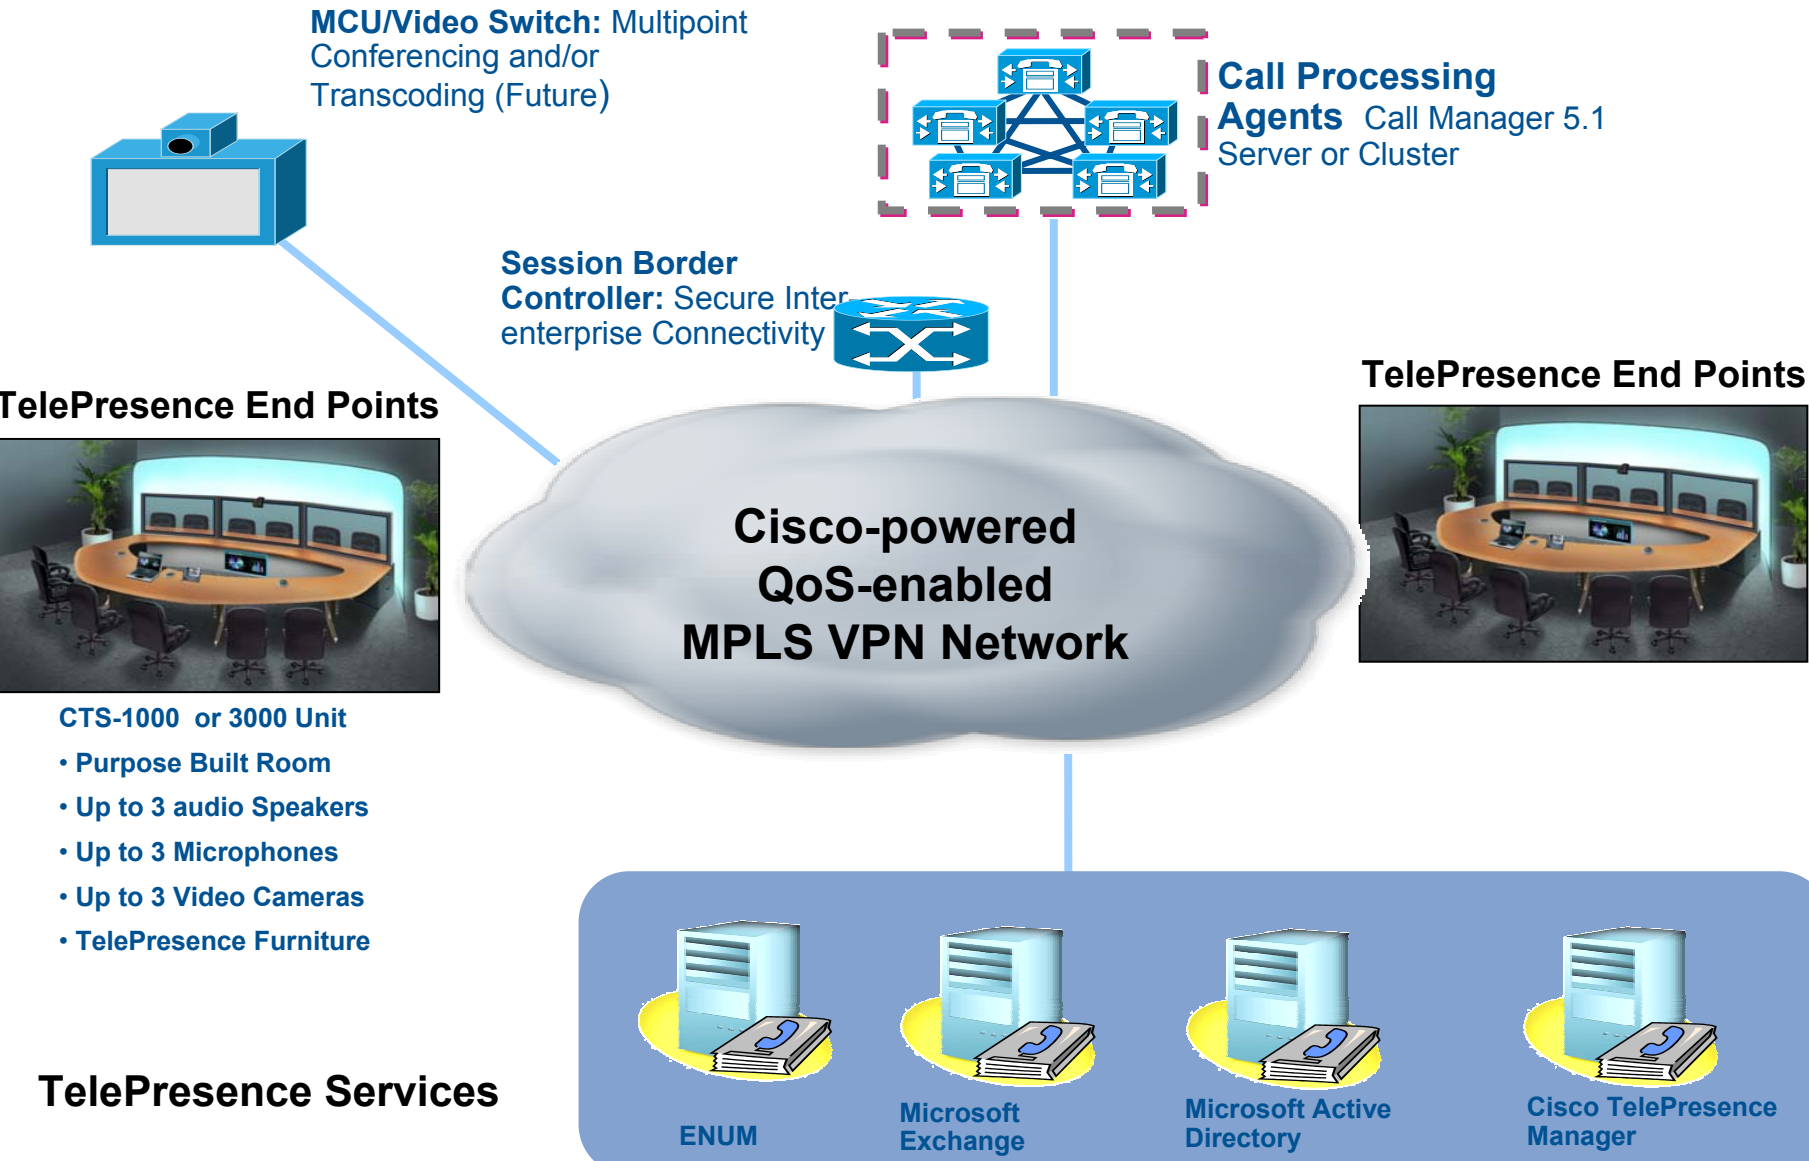 MCU/Video Switch: Multipoint
Conferencing and/or
Transcoding (Future)
Call Processing
Agents Call Manager 5.1
Server or Cluster
Session Border
Controller: Secure Inter-
enterprise Connectivity
TelePresence End Points
TelePresence End Points
Cisco-powered
QoS-enabled
MPLS VPN Network
CTS-1000 or 3000 Unit
• Purpose Built Room
• Up to 3 audio Speakers
• Up to 3 Microphones
• Up to 3 Video Cameras
• TelePresence Furniture
TelePresence Services
ENUM
Microsoft
Exchange
Microsoft Active
Directory
Cisco TelePresence
Manager